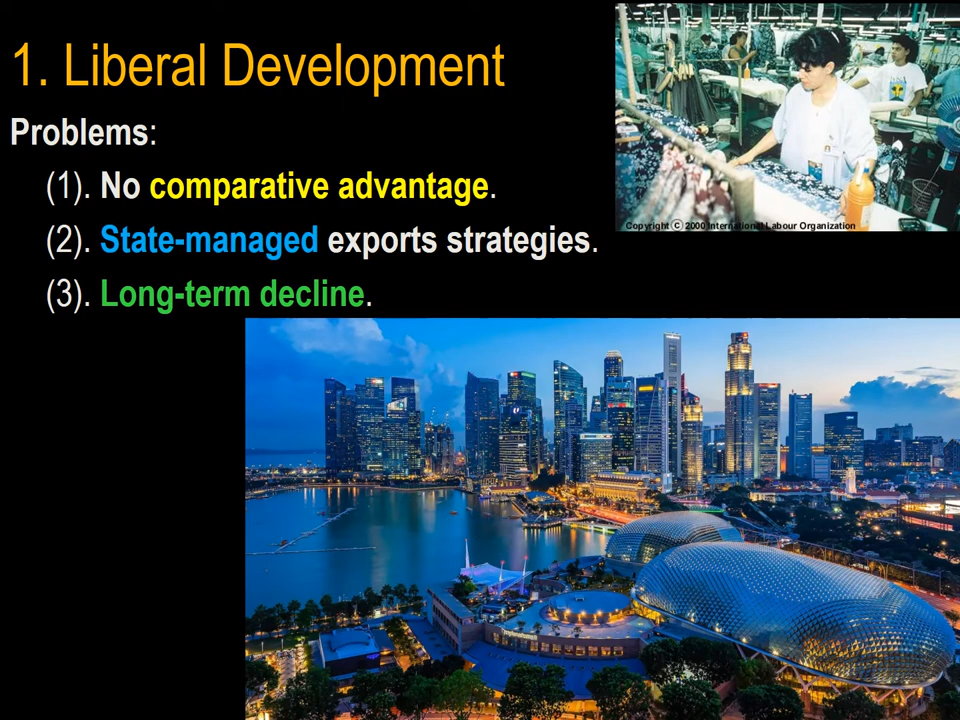 1. Liberal Development
Copyright © 2000 International Labour Organization
Problems:
(1). No comparative advantage.
(2). State-managed exports strategies.
(3). Long-term decline.